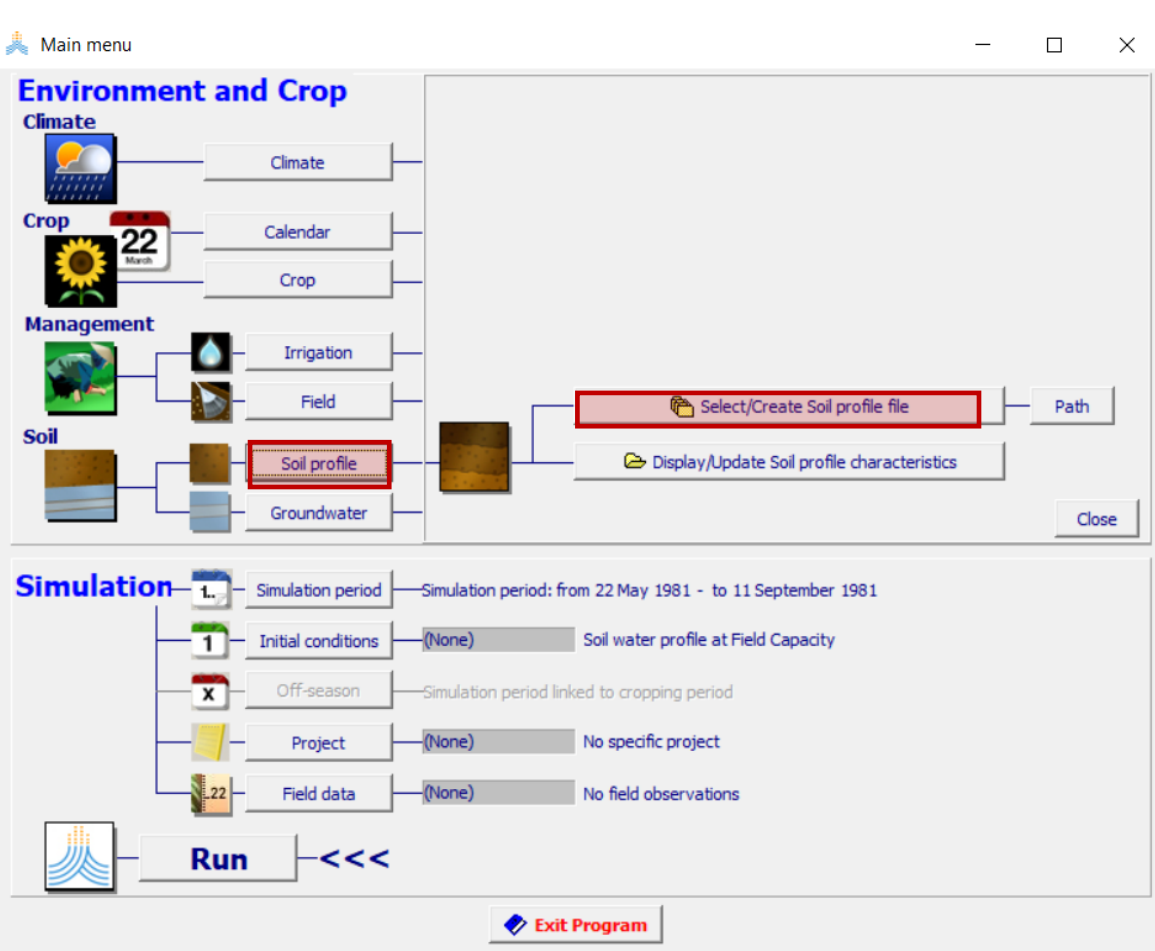 Main menu
Environment and Crop
Climate
Climate
Crop
22
March
Calendar
Crop
Management
Irrigation
Field
Select/Create Soil profile file
Path
Soil
Soil profile
Display/Update Soil profile characteristics
Groundwater
Close
Simulation
1..
Simulation period
Simulation period: from 22 May 1981 - to 11 September 1981
1
Initial conditions
(None)
Soil water profile at Field Capacity
X
Off-season
Simulation period linked to cropping period
Project
(None)
No specific project
..22
Field data
(None)
No field observations
Run
<<<
Exit Program